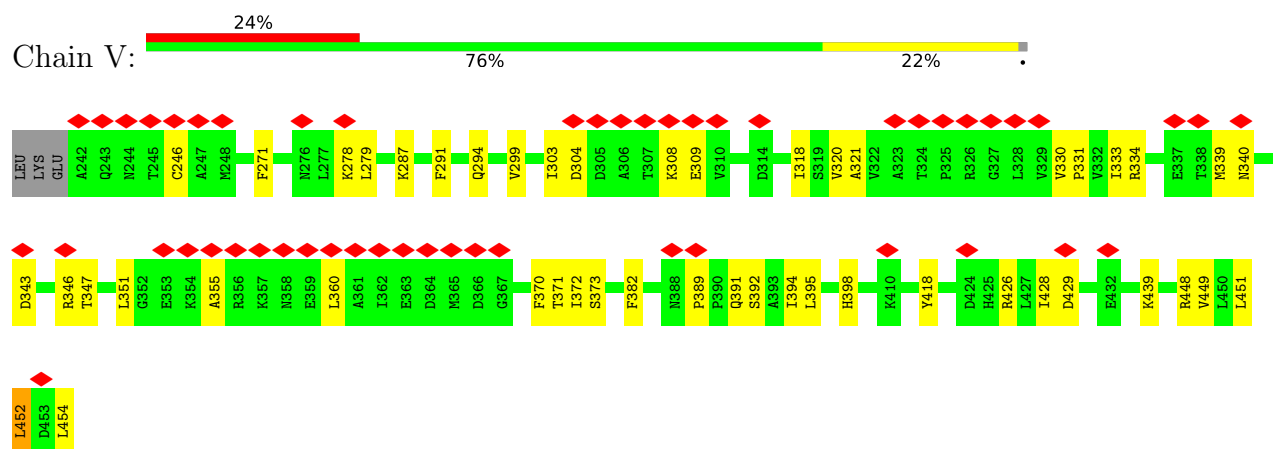 24%
Chain V:
76% 22% •
LEU LYS GLU A242 Q243 N244 T245 C246 A247 M248 F271 N276 L277 K278 L279 K287 F291 Q294 V299 I303 D304 D305 A306 T307 K308 E309 V310 D314 I318 S319 V320 A321 V322 A323 T324 P325 R326 G327 L328 V329 V330 P331 V332 I333 R334 E337 T338 M339 N340
D343 R346 T347 L351 G352 E353 K354 A355 R356 K357 N358 E359 L360 A361 I362 E363 D364 M365 D366 G367 F370 T371 I372 S373 F382 N388 P389 P390 Q391 S392 A393 I394 L395 H398 K410 Y418 D424 H425 R426 L427 I428 D429 E432 K439 R448 V449 L450 L451
L452 D453 L454